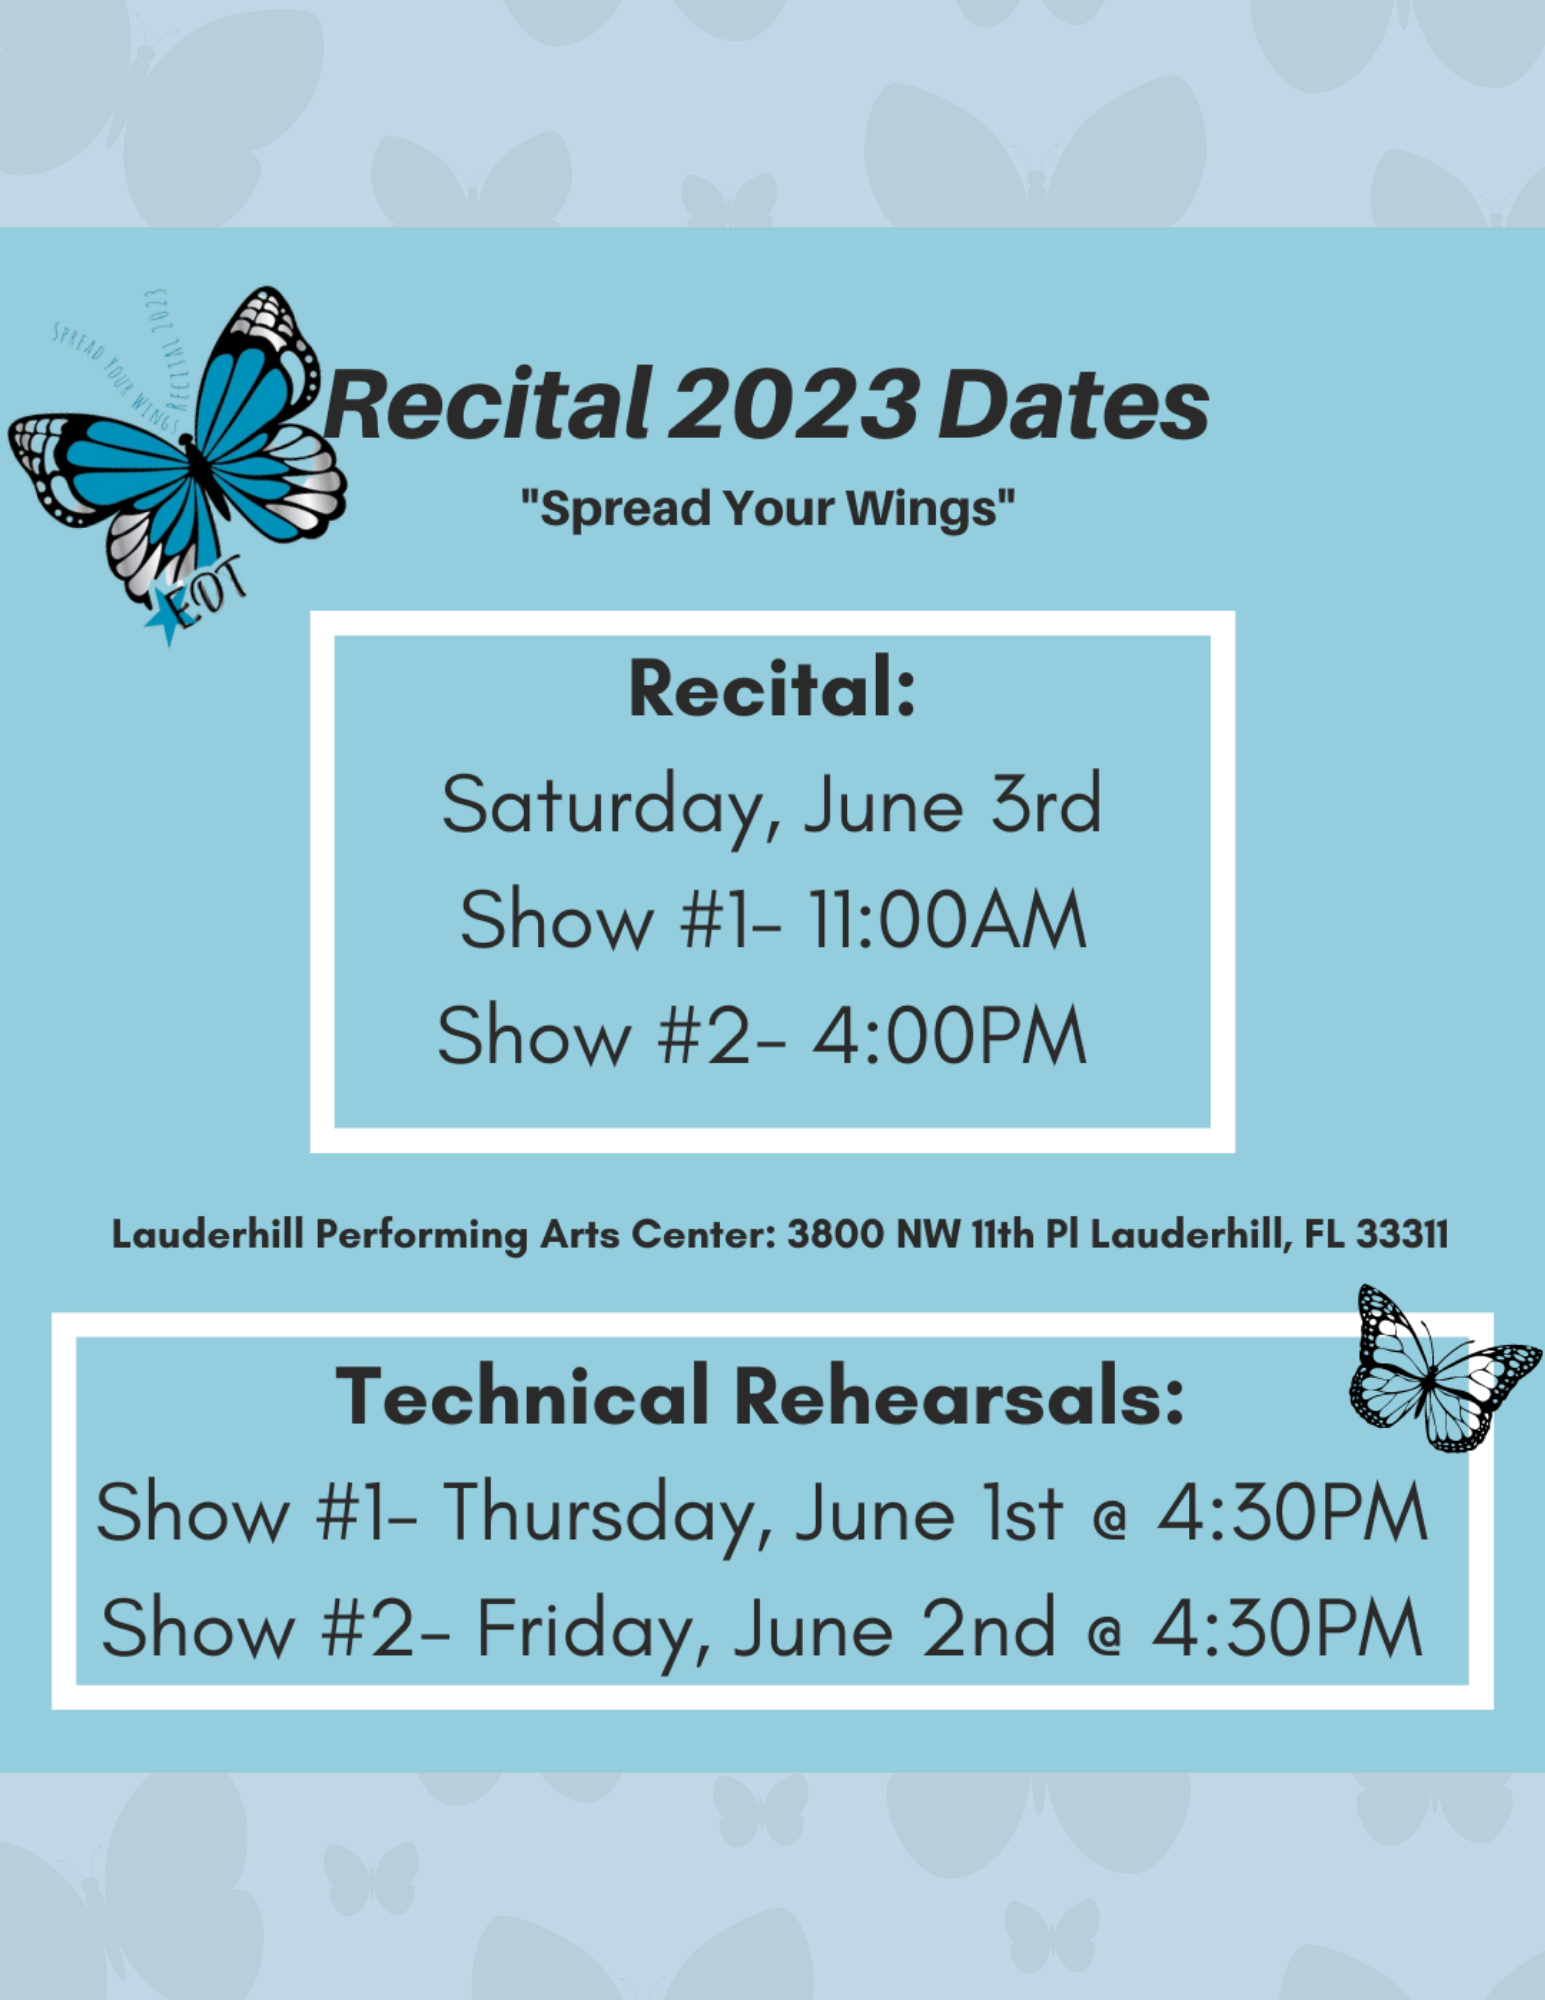 SPREAD YOUR WINGS
RECITAL 2023
EDT
Recital 2023 Dates
"Spread Your Wings"
Recital:
Saturday, June 3rd
Show #1- 11:00AM
Show #2- 4:00PM
Lauderhill Performing Arts Center: 3800 NW 11th Pl Lauderhill, FL 33311
Technical Rehearsals:
Show #1- Thursday, June 1st @ 4:30PM
Show #2- Friday, June 2nd @ 4:30PM